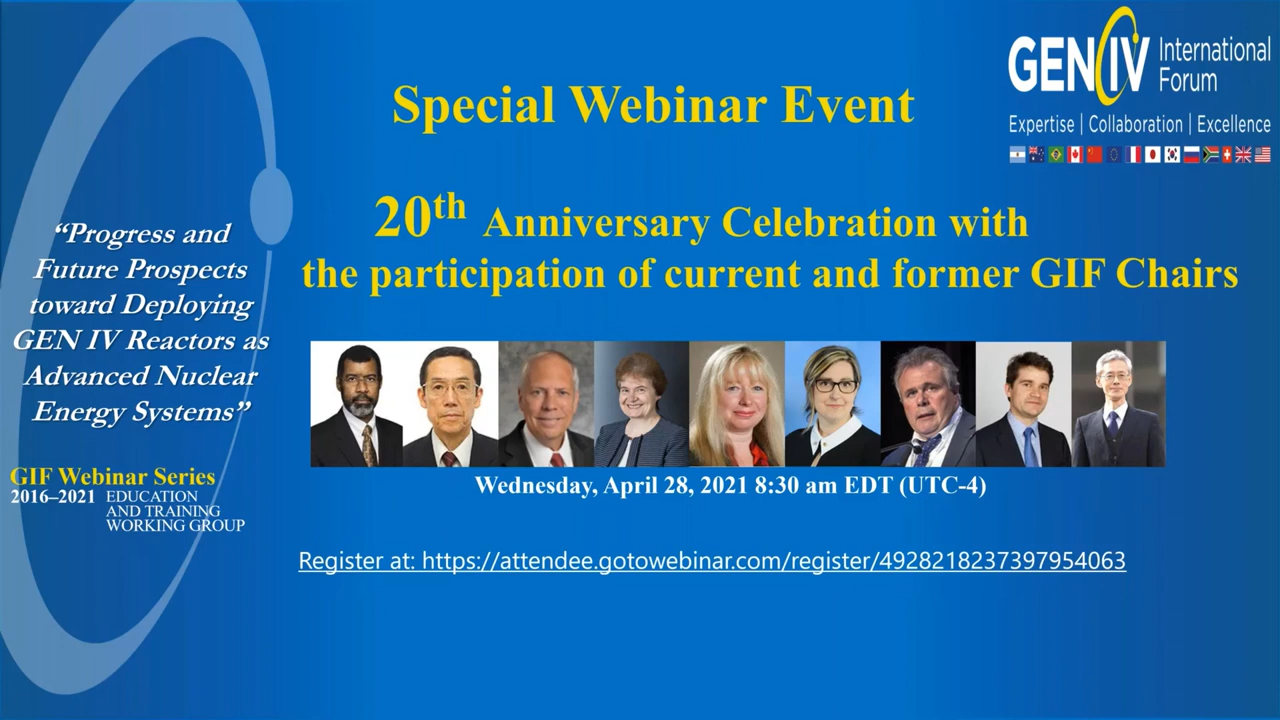 GEN IV International
Forum
Expertise | Collaboration | Excellence
Special Webinar Event
20th Anniversary Celebration with
the participation of current and former GIF Chairs
“Progress and
Future Prospects
toward Deploying
GEN IV Reactors as
Advanced Nuclear
Energy Systems”
GIF Webinar Series
2016–2021 EDUCATION
AND TRAINING
WORKING GROUP
Wednesday, April 28, 2021 8:30 am EDT (UTC-4)
Register at: https://attendee.gotowebinar.com/register/4928218237397954063